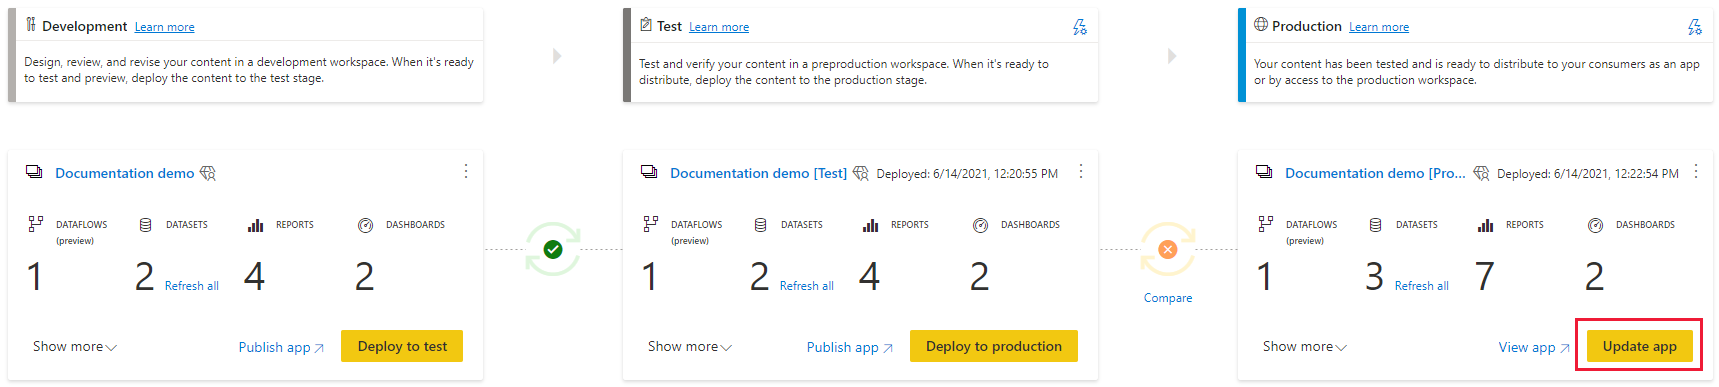 Development Learn more
Design, review, and revise your content in a development workspace. When it's ready
to test and preview, deploy the content to the test stage.
Test Learn more
Test and verify your content in a preproduction workspace. When it's ready to
distribute, deploy the content to the production stage.
Production Learn more
Your content has been tested and is ready to distribute to your consumers as an app
or by access to the production workspace.
Documentation demo
DATAFLOWS
(preview)
DATASETS
REPORTS
DASHBOARDS
1
2 Refresh all
4
2
Show more
Publish app
Deploy to test
Documentation demo [Test] Deployed: 6/14/2021, 12:20:55 PM
DATAFLOWS
(preview)
DATASETS
REPORTS
DASHBOARDS
1
2 Refresh all
4
2
Show more
Publish app
Deploy to production
Compare
Documentation demo [Pro... Deployed: 6/14/2021, 12:22:54 PM
DATAFLOWS
(preview)
DATASETS
REPORTS
DASHBOARDS
1
3 Refresh all
7
2
Show more
View app
Update app